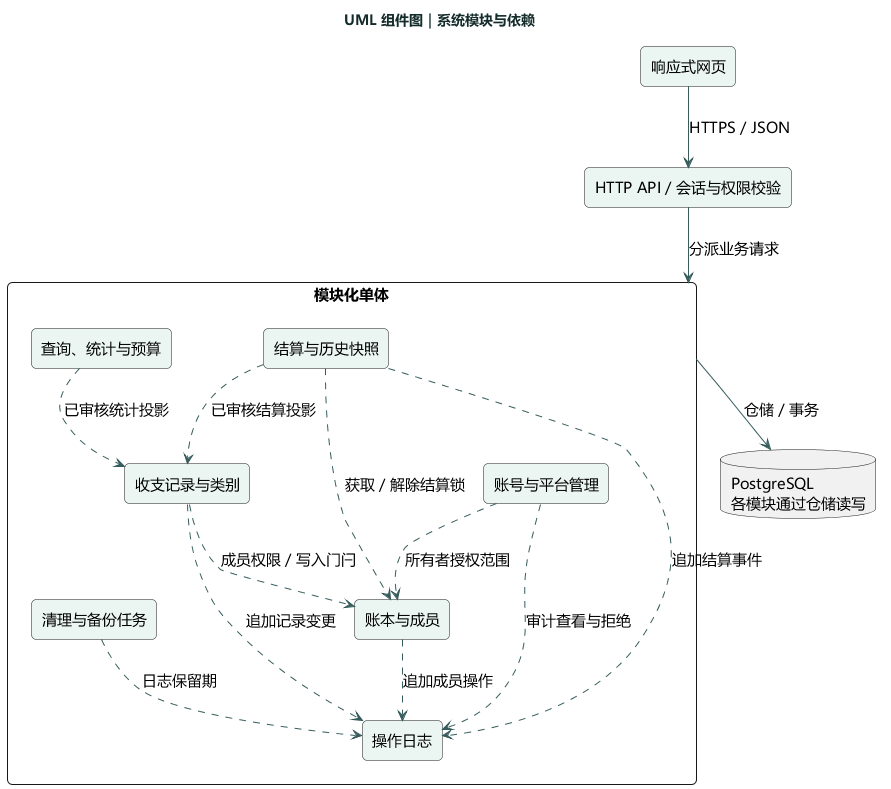 UML 组件图 | 系统模块与依赖
响应式网页
HTTPS / JSON
HTTP API / 会话与权限校验
分派业务请求
模块化单体
查询、统计与预算
结算与历史快照
已审核统计投影
已审核结算投影
仓储 / 事务
收支记录与类别
获取 / 解除结算锁
账号与平台管理
PostgreSQL
各模块通过仓储读写
成员权限 / 写入门闩
所有者授权范围
追加结算事件
清理与备份任务
追加记录变更
账本与成员
审计查看与拒绝
日志保留期
追加成员操作
操作日志